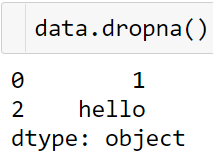 data.dropna()
0 1
2 hello
dtype: object